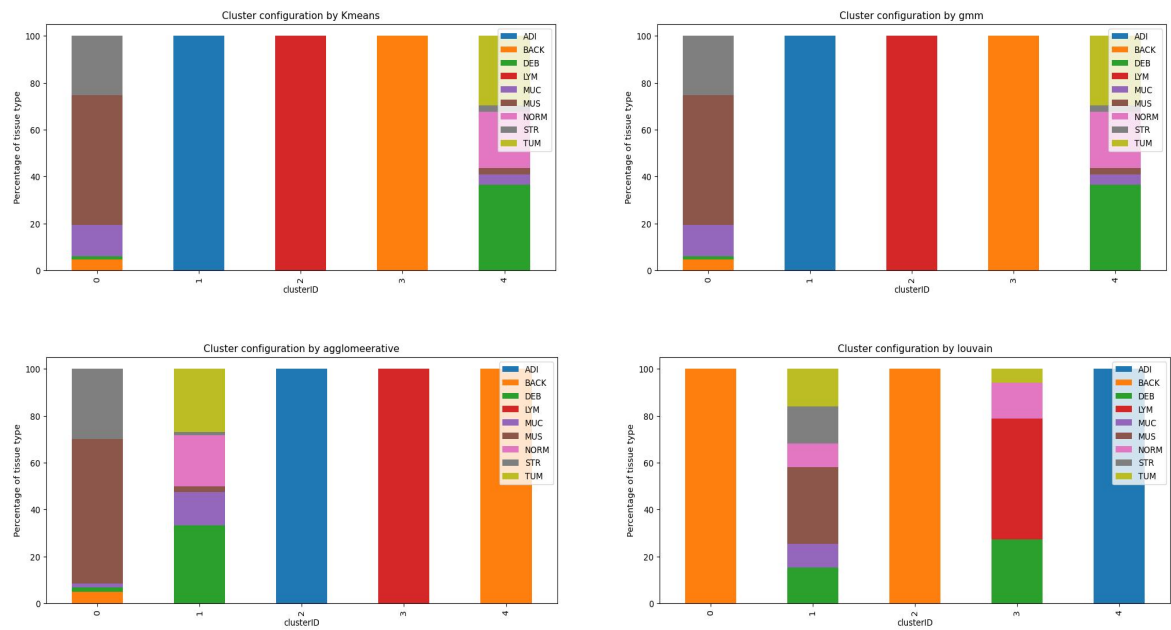 Cluster configuration by Kmeans
Percentage of tissue type
100
80
60
40
20
0
0
1
2
3
4
clusterID
ADI
BACK
DEB
LYM
MUC
MUS
NORM
STR
TUM
Cluster configuration by gmm
Percentage of tissue type
100
80
60
40
20
0
0
1
2
3
4
clusterID
ADI
BACK
DEB
LYM
MUC
MUS
NORM
STR
TUM
Cluster configuration by agglomeerative
Percentage of tissue type
100
80
60
40
20
0
0
1
2
3
4
clusterID
ADI
BACK
DEB
LYM
MUC
MUS
NORM
STR
TUM
Cluster configuration by louvain
Percentage of tissue type
100
80
60
40
20
0
0
1
2
3
4
clusterID
ADI
BACK
DEB
LYM
MUC
MUS
NORM
STR
TUM